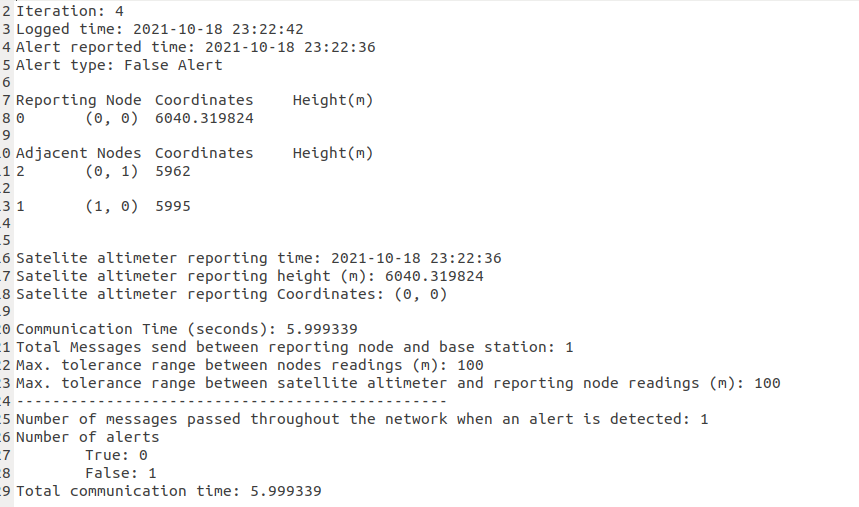 2 Iteration: 4
3 Logged time: 2021-10-18 23:22:42
4 Alert reported time: 2021-10-18 23:22:36
5 Alert type: False Alert
6
7 Reporting Node Coordinates Height(m)
8 0 (0, 0) 6040.319824
9
0 Adjacent Nodes Coordinates Height(m)
1 2 (0, 1) 5962
2
3 1 (1, 0) 5995
4
5
6 Satelite altimeter reporting time: 2021-10-18 23:22:36
7 Satelite altimeter reporting height (m): 6040.319824
8 Satelite altimeter reporting Coordinates: (0, 0)
9
0 Communication Time (seconds): 5.999339
1 Total Messages send between reporting node and base station: 1
2 Max. tolerance range between nodes readings (m): 100
3 Max. tolerance range between satellite altimeter and reporting node readings (m): 100
4 ------------------------------------------------
5 Number of messages passed throughout the network when an alert is detected: 1
6 Number of alerts
7 True: 0
8 False: 1
9 Total communication time: 5.999339